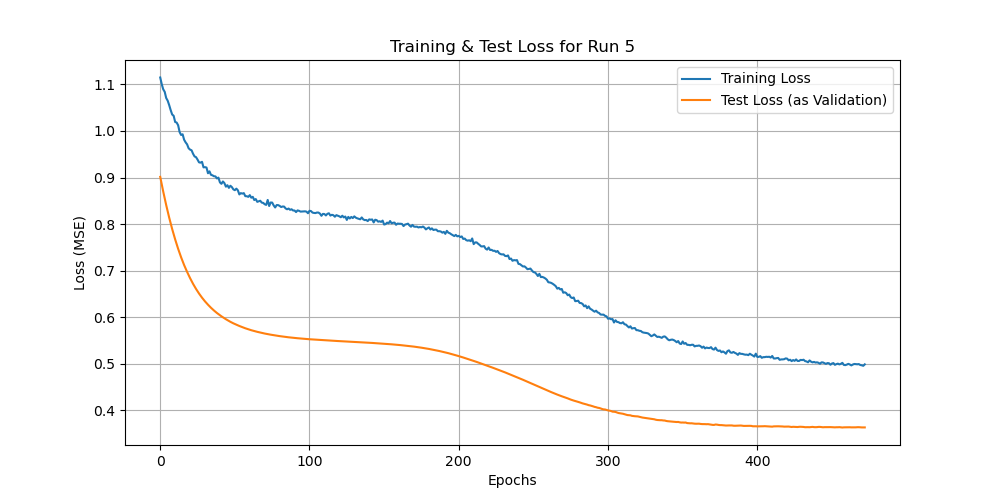 Training & Test Loss for Run 5
Training Loss
Test Loss (as Validation)
Loss (MSE)
1.1
1.0
0.9
0.8
0.7
0.6
0.5
0.4
0 100 200 300 400
Epochs